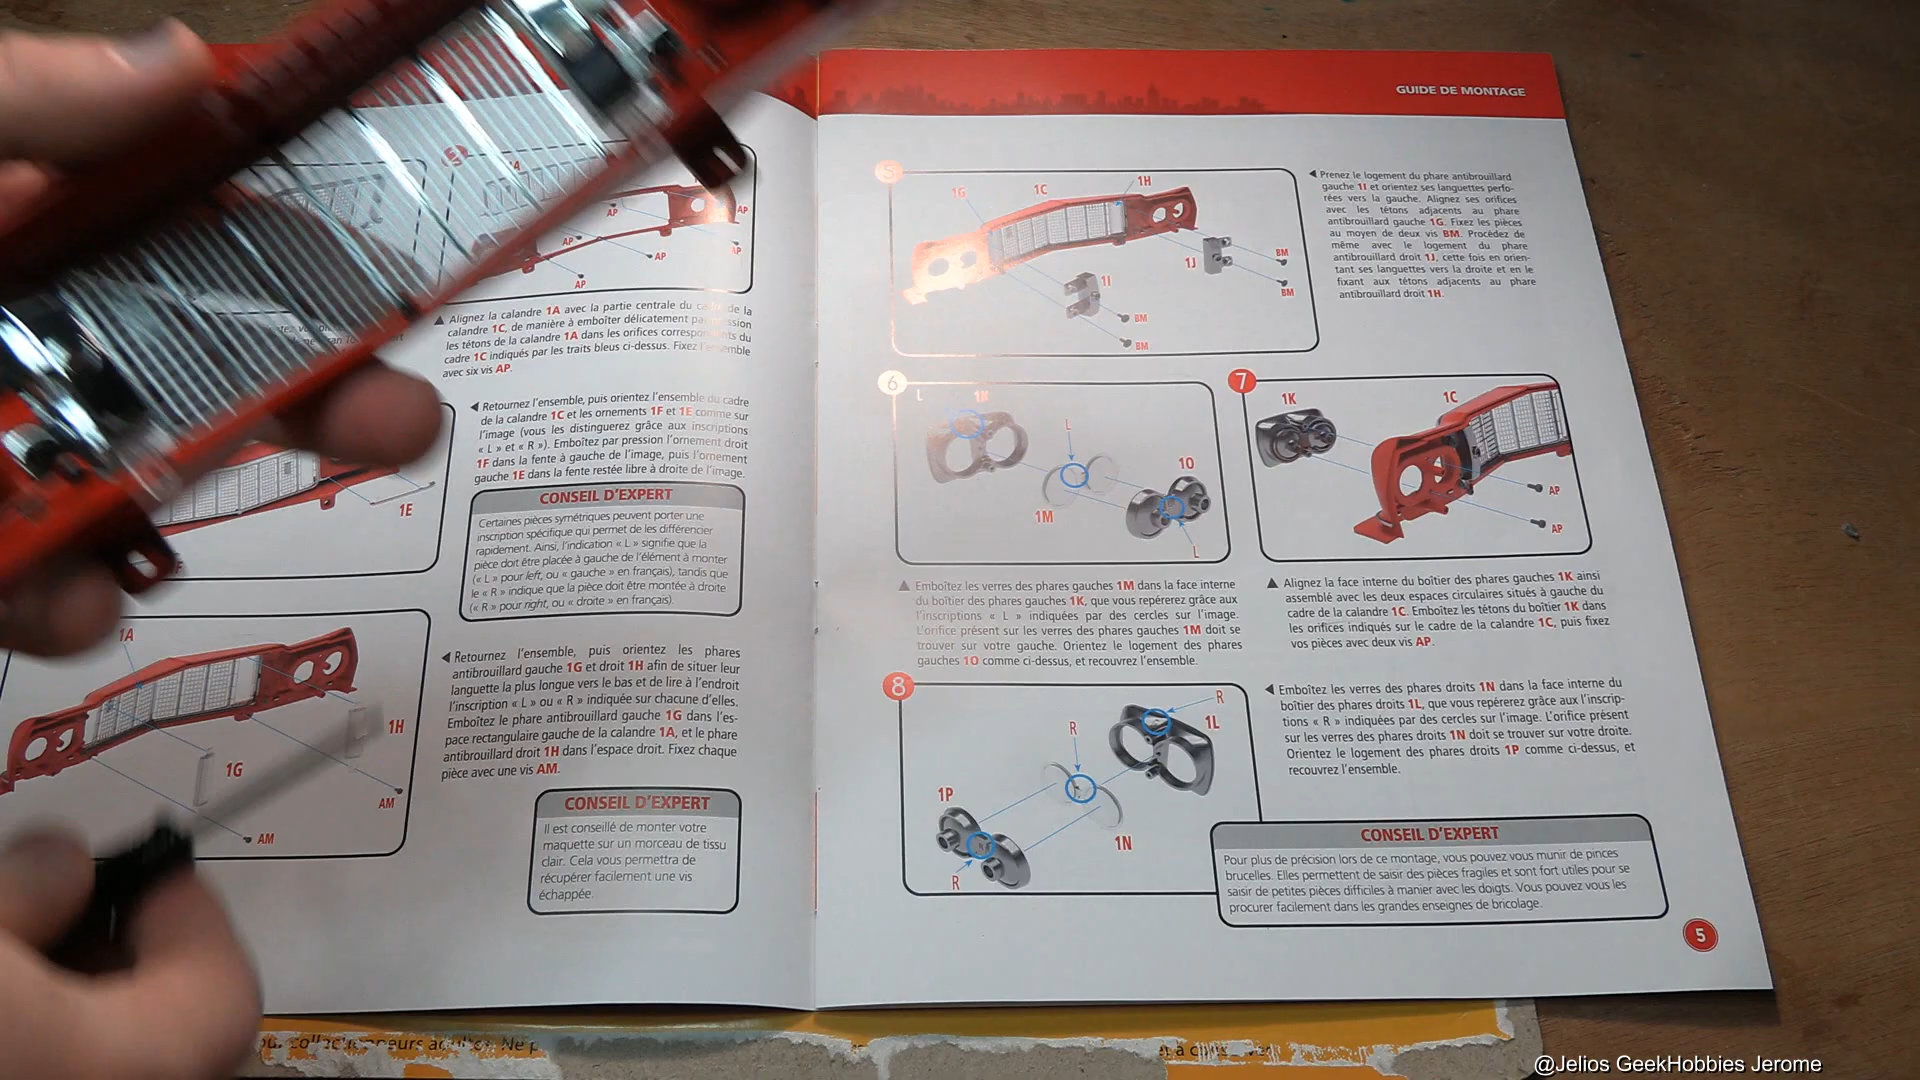 GUIDE DE MONTAGE
5
A
AP
AP
AP
AP
AP
AP
AP
▲ Alignez la calandre 1A avec la partie centrale du cadre de la
calandre 1C, de manière à emboîter délicatement par pression
les tétons de la calandre 1A dans les orifices correspondants du
cadre 1C indiqués par les traits bleus ci-dessus. Fixez l'ensemble
avec six vis AP.
◀ Retournez l'ensemble, puis orientez l'ensemble du cadre
de la calandre 1C et les ornements 1F et 1E comme sur
l'image (vous les distinguerez grâce aux inscriptions
« L » et « R »). Emboîtez par pression l'ornement droit
1F dans la fente à gauche de l'image, puis l'ornement
gauche 1E dans la fente restée libre à droite de l'image.
1E
F
CONSEIL D'EXPERT
Certaines pièces symétriques peuvent porter une
inscription spécifique qui permet de les différencier
rapidement. Ainsi, l'indication « L » signifie que la
pièce doit être placée à gauche de l'élément à monter
(« L » pour left, ou « gauche » en français), tandis que
le « R » indique que la pièce doit être montée à droite
(« R » pour right, ou « droite » en français).
1A
1H
1G
AM
AM
◀ Retournez l'ensemble, puis orientez les phares
antibrouillard gauche 1G et droit 1H afin de situer leur
languette la plus longue vers le bas et de lire à l'endroit
l'inscription « L » ou « R » indiquée sur chacune d'elles.
Emboîtez le phare antibrouillard gauche 1G dans l'es-
pace rectangulaire gauche de la calandre 1A, et le phare
antibrouillard droit 1H dans l'espace droit. Fixez chaque
pièce avec une vis AM.
CONSEIL D'EXPERT
Il est conseillé de monter votre
maquette sur un morceau de tissu
clair. Cela vous permettra de
récupérer facilement une vis
échappée.
5
1G
1C
1H
1J
1I
BM
BM
BM
BM
◀ Prenez le logement du phare antibrouillard
gauche 1I et orientez ses languettes perfo-
rées vers la gauche. Alignez ses orifices
avec les tétons adjacents au phare
antibrouillard gauche 1G. Fixez les pièces
au moyen de deux vis BM. Procédez de
même avec le logement du phare
antibrouillard droit 1J, cette fois en orien-
tant ses languettes vers la droite et en le
fixant aux tétons adjacents au phare
antibrouillard droit 1H.
6
L
1K
L
1M
1O
L
▲ Emboîtez les verres des phares gauches 1M dans la face interne
du boîtier des phares gauches 1K, que vous repérerez grâce aux
l'inscriptions « L » indiquées par des cercles sur l'image.
L'orifice présent sur les verres des phares gauches 1M doit se
trouver sur votre gauche. Orientez le logement des phares
gauches 1O comme ci-dessus, et recouvrez l'ensemble.
7
1K
1C
AP
AP
▲ Alignez la face interne du boîtier des phares gauches 1K ainsi
assemblé avec les deux espaces circulaires situés à gauche du
cadre de la calandre 1C. Emboîtez les tétons du boîtier 1K dans
les orifices indiqués sur le cadre de la calandre 1C, puis fixez
vos pièces avec deux vis AP.
8
R
1L
R
1P
1N
R
◀ Emboîtez les verres des phares droits 1N dans la face interne du
boîtier des phares droits 1L, que vous repérerez grâce aux l'inscrip-
tions « R » indiquées par des cercles sur l'image. L'orifice présent
sur les verres des phares droits 1N doit se trouver sur votre droite.
Orientez le logement des phares droits 1P comme ci-dessus, et
recouvrez l'ensemble.
CONSEIL D'EXPERT
Pour plus de précision lors de ce montage, vous pouvez vous munir de pinces
brucelles. Elles permettent de saisir des pièces fragiles et sont fort utiles pour se
saisir de petites pièces difficiles à manier avec les doigts. Vous pouvez vous les
procurer facilement dans les grandes enseignes de bricolage.
5
collectionneurs adultes. Ne
@Jelios GeekHobbies Jerome